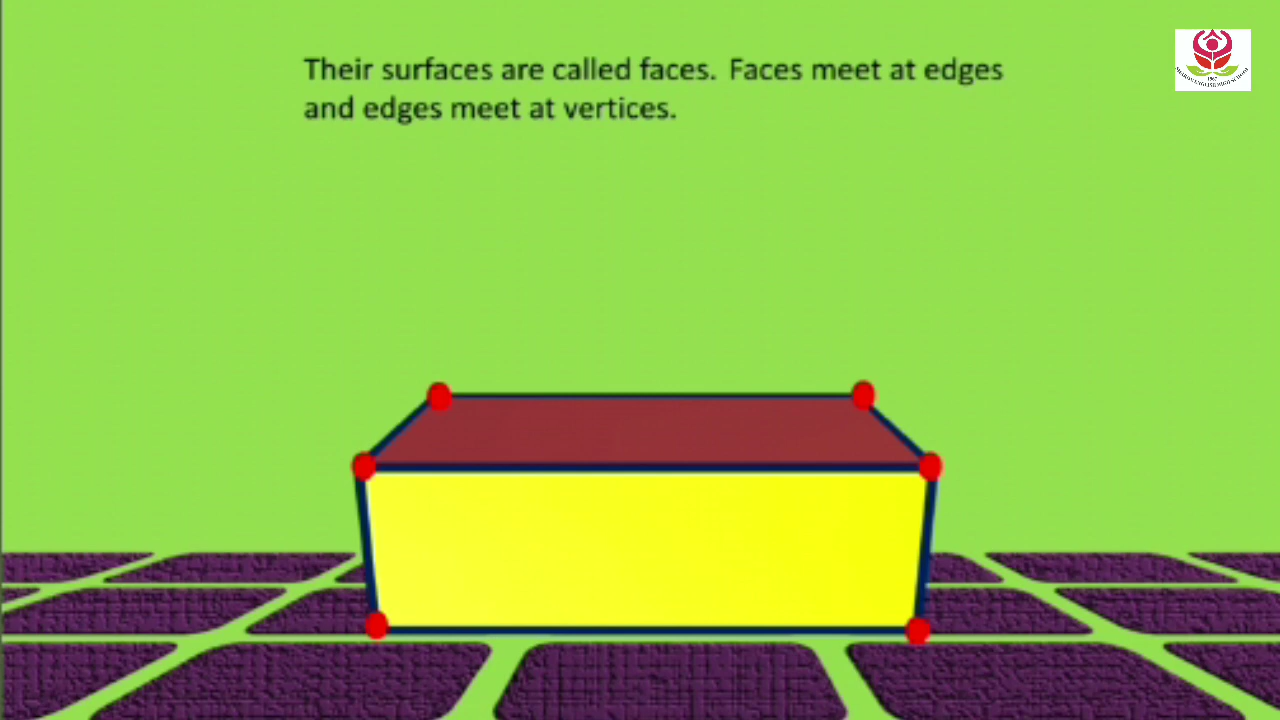 Their surfaces are called faces. Faces meet at edges
and edges meet at vertices.